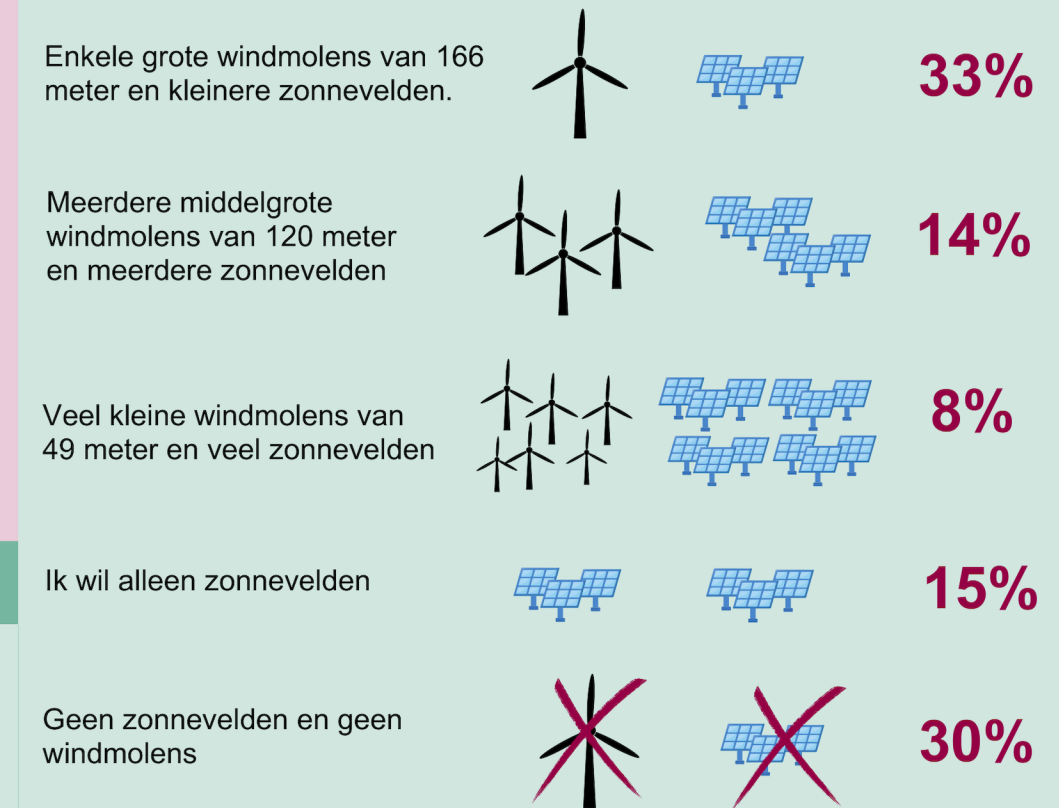 Enkele grote windmolens van 166
meter en kleinere zonnevelden.
33%
Meerdere middelgrote
windmolens van 120 meter
en meerdere zonnevelden
14%
Veel kleine windmolens van
49 meter en veel zonnevelden
8%
Ik wil alleen zonnevelden
15%
Geen zonnevelden en geen
windmolens
30%